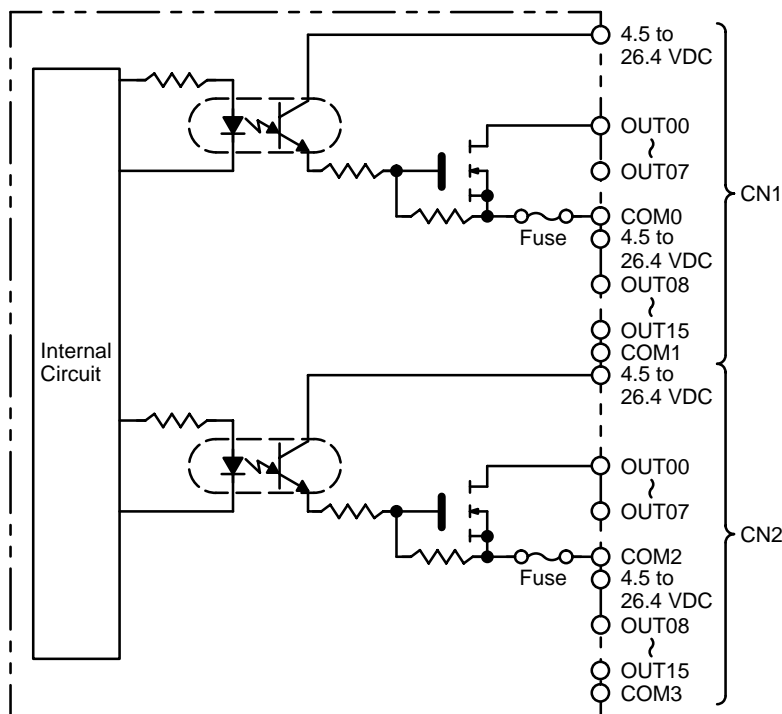 4.5 to
26.4 VDC
OUT00
~
OUT07
COM0
Fuse
4.5 to
26.4 VDC
OUT08
~
OUT15
COM1
CN1
Internal
Circuit
4.5 to
26.4 VDC
OUT00
~
OUT07
COM2
Fuse
4.5 to
26.4 VDC
OUT08
~
OUT15
COM3
CN2